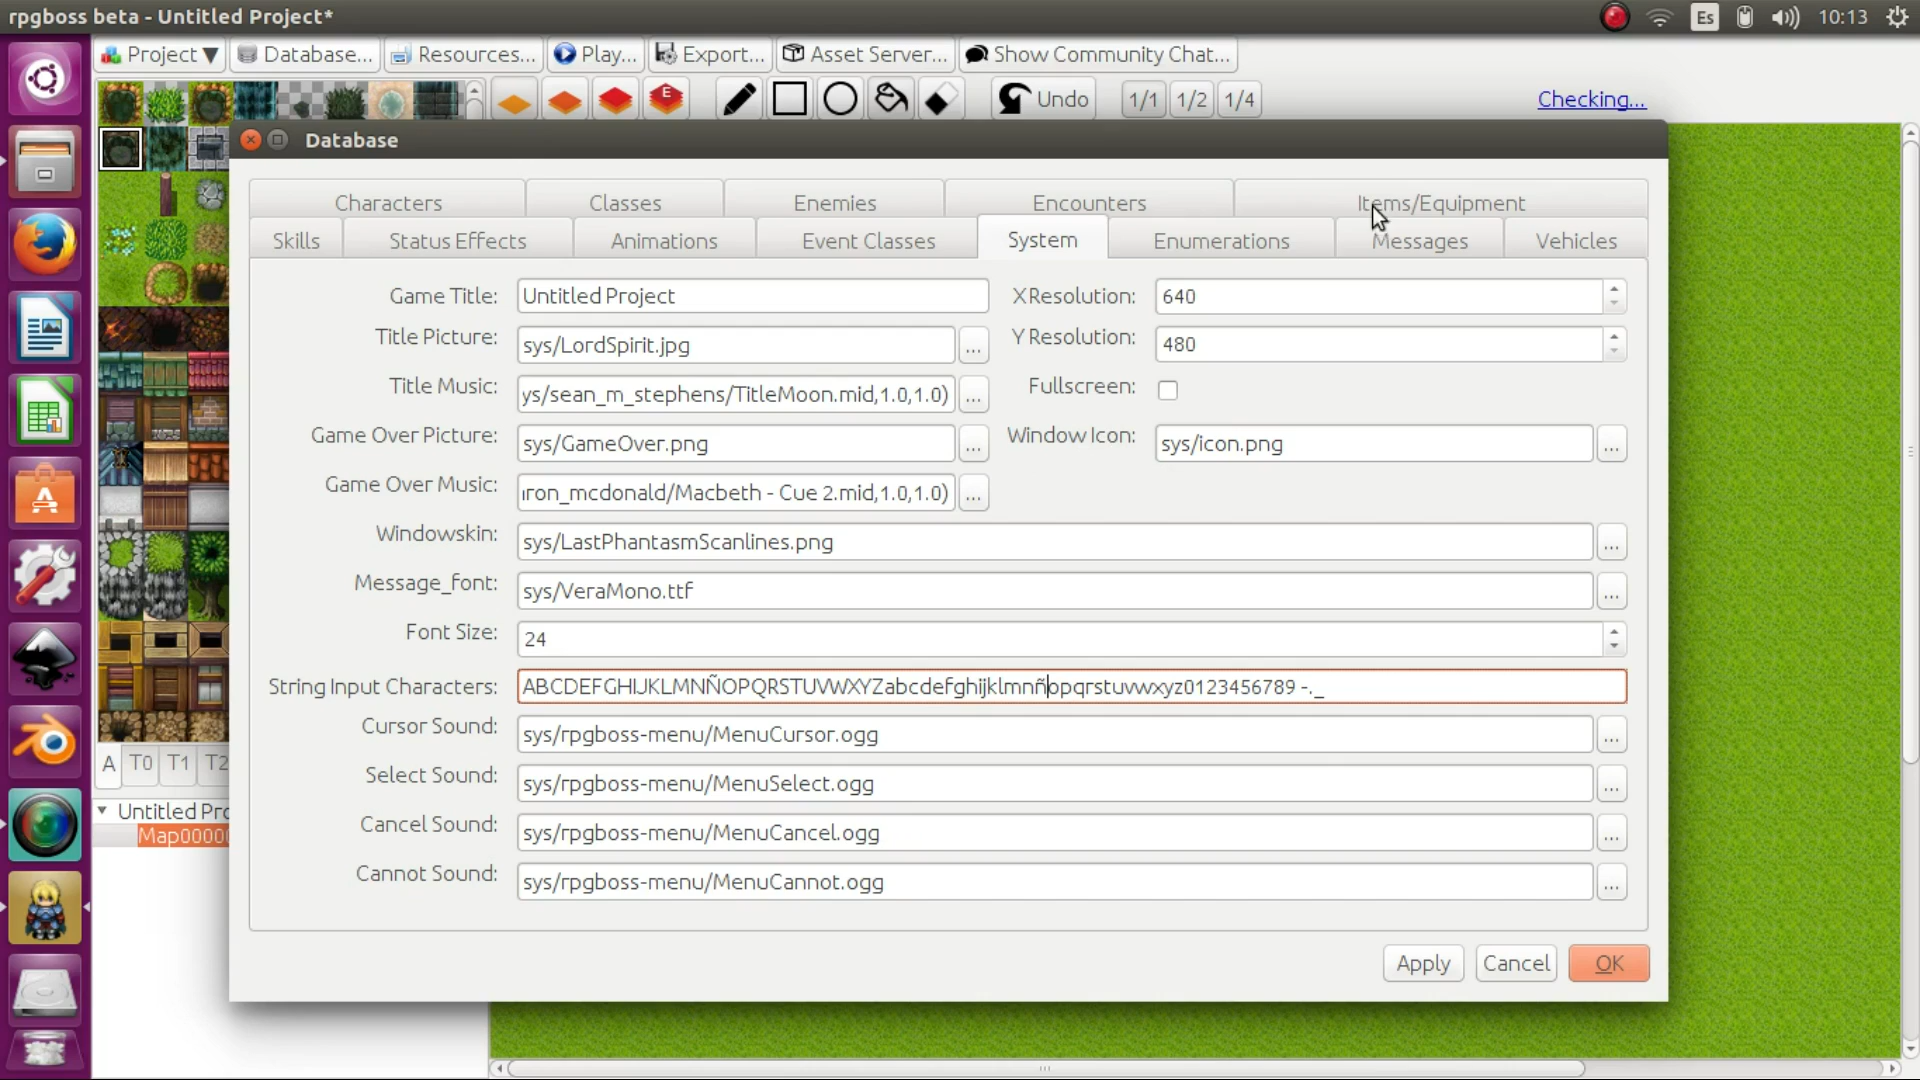 rpgboss beta - Untitled Project*
Es
10:13
Project ▼
Database...
Resources...
Play...
Export...
Asset Server...
Show Community Chat...
E
Undo
1/1
1/2
1/4
Checking...
Database
Characters
Classes
Enemies
Encounters
Items/Equipment
Skills
Status Effects
Animations
Event Classes
System
Enumerations
Messages
Vehicles
Game Title:
Untitled Project
X Resolution:
640
Title Picture:
sys/LordSpirit.jpg
...
Y Resolution:
480
Title Music:
ys/sean_m_stephens/TitleMoon.mid,1.0,1.0)
...
Fullscreen:
Game Over Picture:
sys/GameOver.png
...
Window Icon:
sys/icon.png
...
Game Over Music:
iron_mcdonald/Macbeth - Cue 2.mid,1.0,1.0)
...
Windowskin:
sys/LastPhantasmScanlines.png
...
Message_font:
sys/VeraMono.ttf
...
Font Size:
24
String Input Characters:
ABCDEFGHIJKLMNÑOPQRSTUVWXYZabcdefghijklmnñopqrstuvwxyz0123456789 -._
Cursor Sound:
sys/rpgboss-menu/MenuCursor.ogg
...
Select Sound:
sys/rpgboss-menu/MenuSelect.ogg
...
Cancel Sound:
sys/rpgboss-menu/MenuCancel.ogg
...
Cannot Sound:
sys/rpgboss-menu/MenuCannot.ogg
...
A
T0
T1
T2
Untitled Pro
Map00000
Apply
Cancel
OK